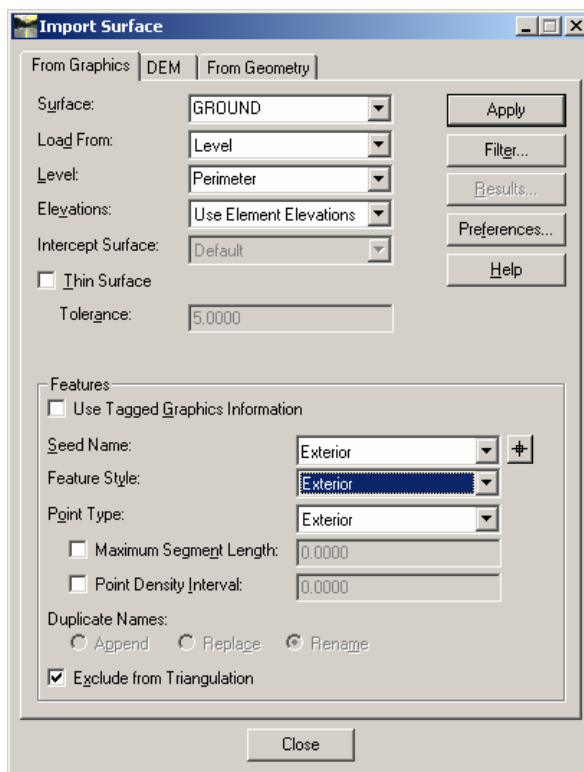 Import Surface
From Graphics DEM From Geometry
Surface: GROUND Apply
Load From: Level Filter...
Level: Perimeter Results...
Elevations: Use Element Elevations Preferences...
Intercept Surface: Default Help
Thin Surface
Tolerance: 5.0000
Features
Use Tagged Graphics Information
Seed Name: Exterior
Feature Style: Exterior
Point Type: Exterior
Maximum Segment Length: 0.0000
Point Density Interval: 0.0000
Duplicate Names:
Append Replace Rename
Exclude from Triangulation
Close